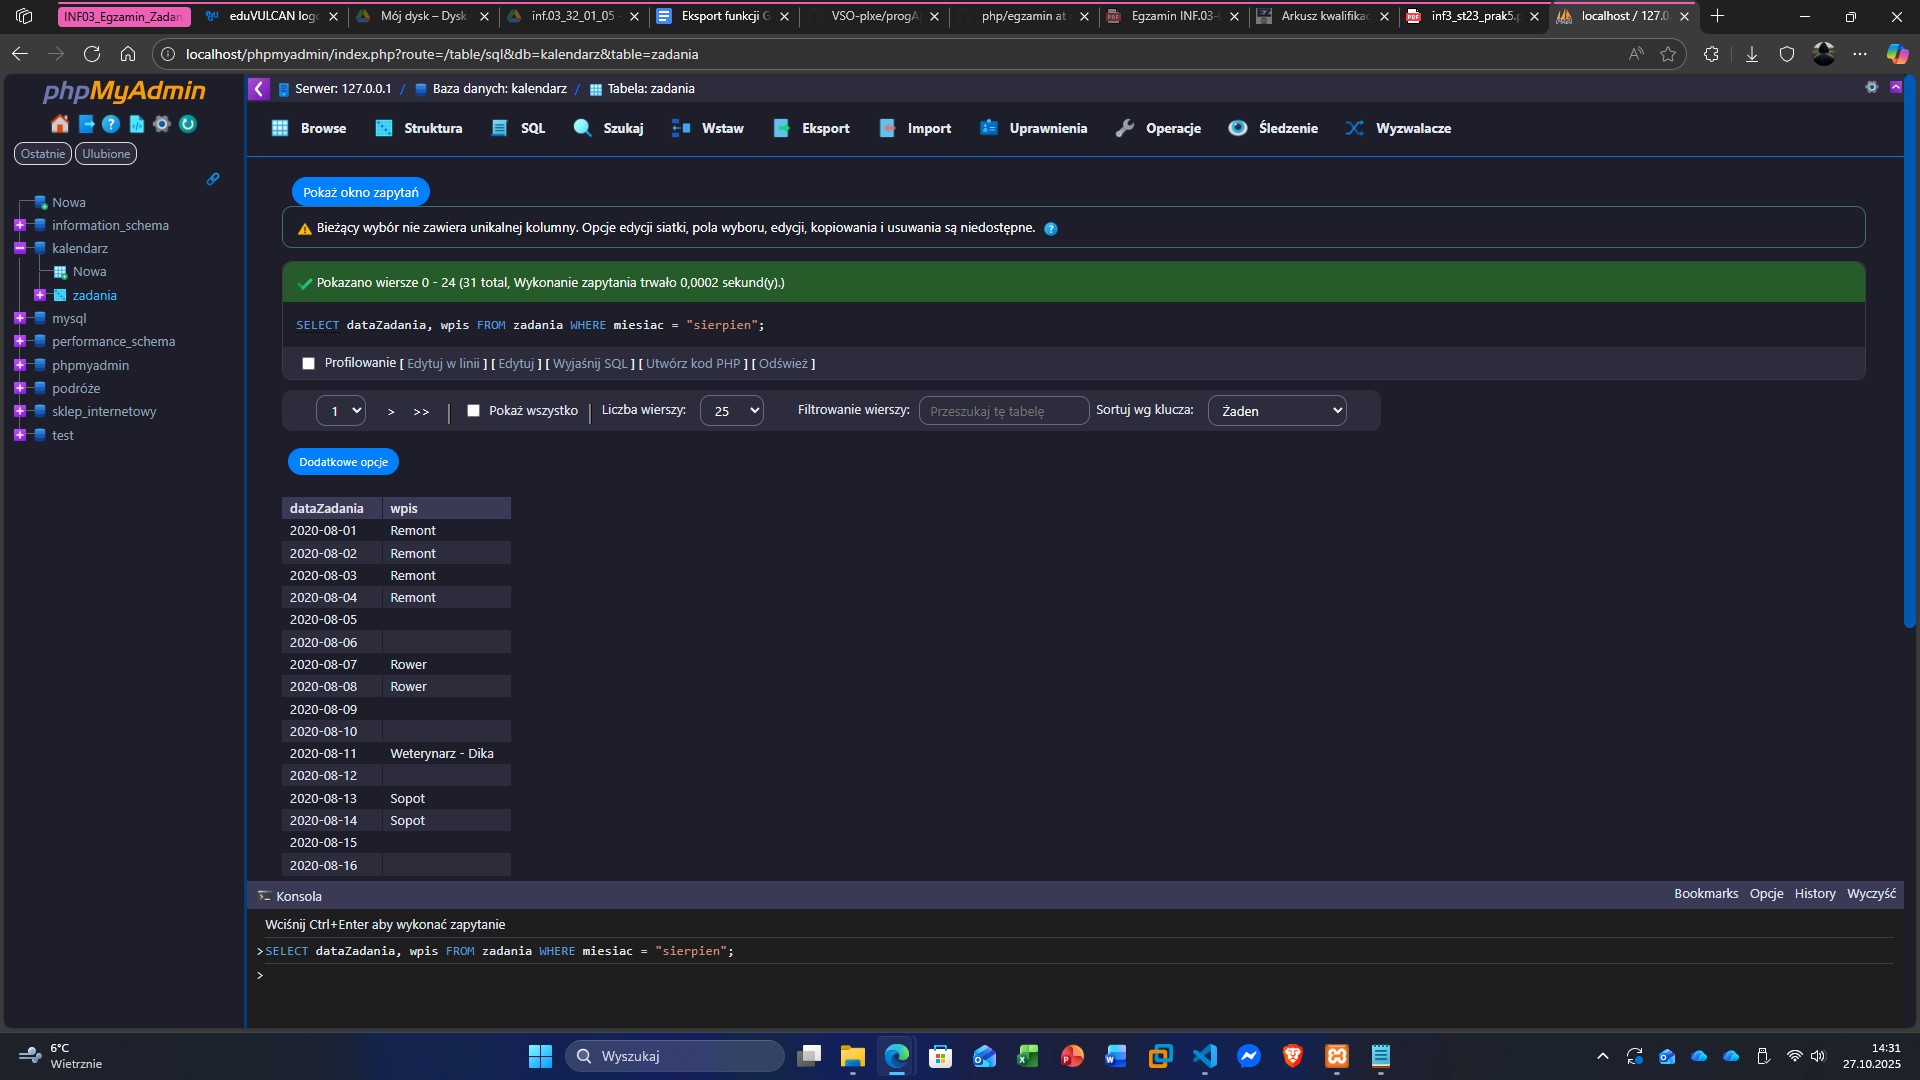 INF03_Egzamin_Zadan
eduVULCAN log
Mój dysk – Dysk
inf.03_32_01_05
Eksport funkcji G
VSO-plxe/progA
php/egzamin at
Egzamin INF.03-
Arkusz kwalifika
inf3_st23_prak5.p
localhost / 127.0
localhost/phpmyadmin/index.php?route=/table/sql&db=kalendarz&table=zadania
phpMyAdmin
Ostatnie
Ulubione
Nowa
information_schema
kalendarz
Nowa
zadania
mysql
performance_schema
phpmyadmin
podróże
sklep_internetowy
test
Serwer: 127.0.0.1 / Baza danych: kalendarz / Tabela: zadania
Browse
Struktura
SQL
Szukaj
Wstaw
Eksport
Import
Uprawnienia
Operacje
Śledzenie
Wyzwalacze
Pokaż okno zapytań
Bieżący wybór nie zawiera unikalnej kolumny. Opcje edycji siatki, pola wyboru, edycji, kopiowania i usuwania są niedostępne.
Pokazano wiersze 0 - 24 (31 total, Wykonanie zapytania trwało 0,0002 sekund(y).)
SELECT dataZadania, wpis FROM zadania WHERE miesiac = "sierpien";
Profilowanie [ Edytuj w linii ] [ Edytuj ] [ Wyjaśnij SQL ] [ Utwórz kod PHP ] [ Odśwież ]
1 > >> | Pokaż wszystko | Liczba wierszy: 25 Filtrowanie wierszy: Przeszukaj tę tabelę Sortuj wg klucza: Żaden
Dodatkowe opcje
dataZadania wpis
2020-08-01 Remont
2020-08-02 Remont
2020-08-03 Remont
2020-08-04 Remont
2020-08-05
2020-08-06
2020-08-07 Rower
2020-08-08 Rower
2020-08-09
2020-08-10
2020-08-11 Weterynarz - Dika
2020-08-12
2020-08-13 Sopot
2020-08-14 Sopot
2020-08-15
2020-08-16
Konsola
Bookmarks Opcje History Wyczyść
Wciśnij Ctrl+Enter aby wykonać zapytanie
>SELECT dataZadania, wpis FROM zadania WHERE miesiac = "sierpien";
>
6°C
Wietrznie
Wyszukaj
14:31
27.10.2025